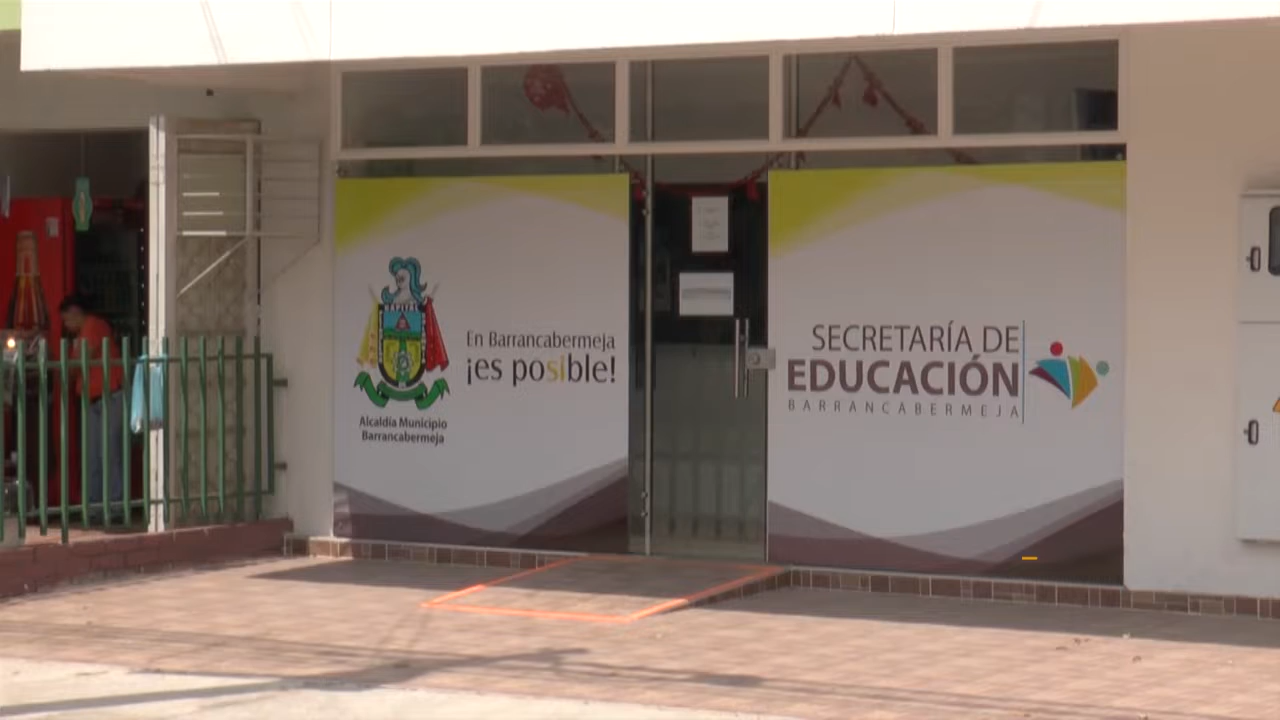 En Barrancabermeja
¡es posible!
Alcaldía Municipio
Barrancabermeja
SECRETARÍA DE
EDUCACIÓN
BARRANCABERMEJA